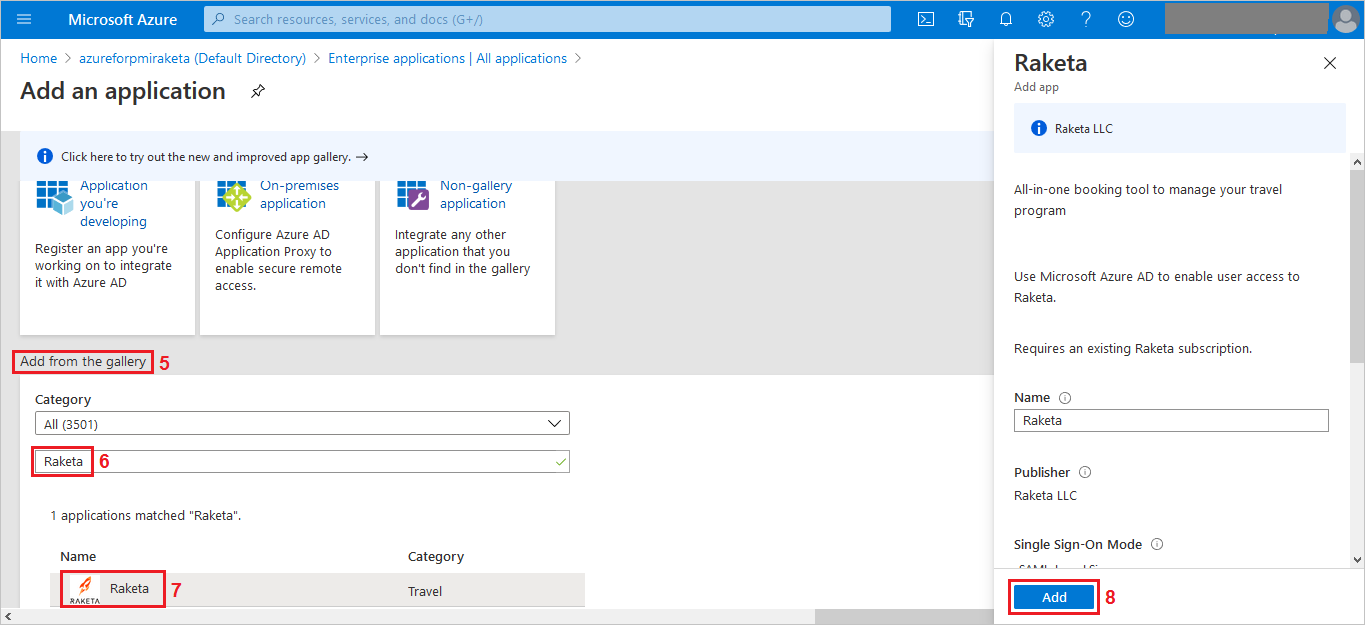 Microsoft Azure
Search resources, services, and docs (G+/)
Home > azureforpmiraketa (Default Directory) > Enterprise applications | All applications >
Add an application
Click here to try out the new and improved app gallery. →
Application
you're
developing
Register an app you're
working on to integrate
it with Azure AD
On-premises
application
Configure Azure AD
Application Proxy to
enable secure remote
access.
Non-gallery
application
Integrate any other
application that you
don't find in the gallery
Add from the gallery 5
Category
All (3501)
Raketa 6
1 applications matched "Raketa".
Name Category
RAKETA Raketa 7 Travel
Raketa
Add app
Raketa LLC
All-in-one booking tool to manage your travel
program
Use Microsoft Azure AD to enable user access to
Raketa.
Requires an existing Raketa subscription.
Name
Raketa
Publisher
Raketa LLC
Single Sign-On Mode
Add 8